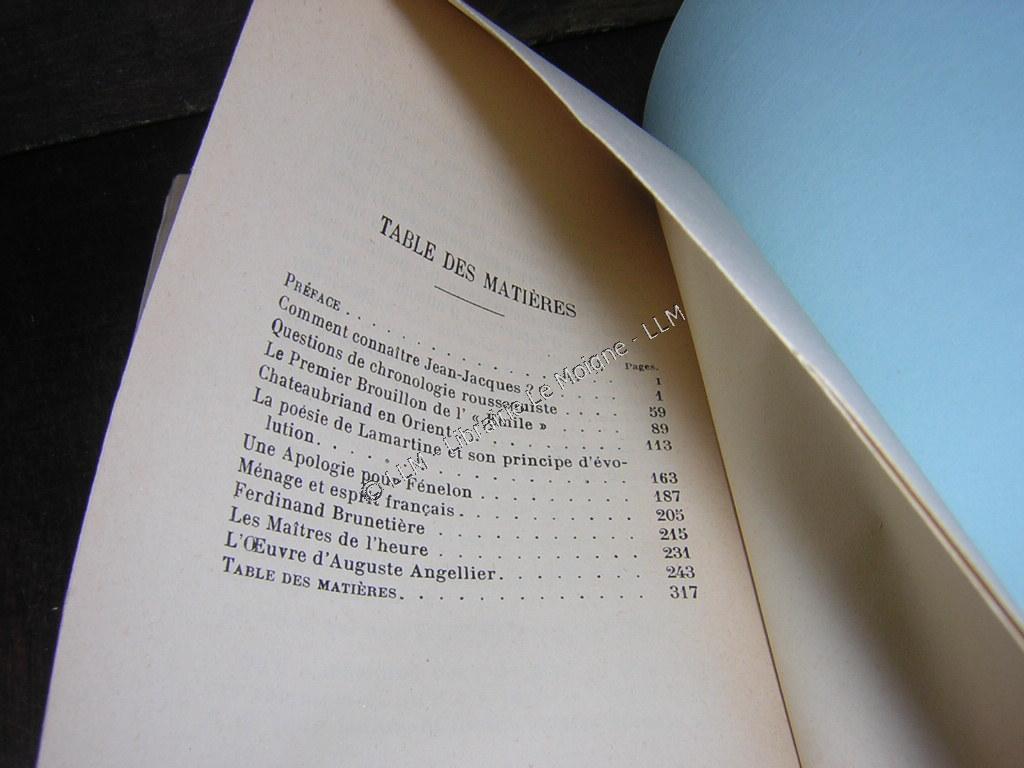 TABLE DES MATIÈRES
Pages.
PRÉFACE . . . . . . . . . . . . 1
Comment connaître Jean-Jacques ? . . . . 1
Questions de chronologie rousseauiste . . . 59
Le Premier Brouillon de l' « Émile » . . . . 89
Chateaubriand en Orient . . . . . . . . 113
La poésie de Lamartine et son principe d'évo-
lution. . . . . . . . . . . . . 163
Une Apologie pour Fénelon . . . . . . . 187
Ménage et esprit français . . . . . . . . 205
Ferdinand Brunetière . . . . . . . . . 215
Les Maîtres de l'heure . . . . . . . . . 231
L'Œuvre d'Auguste Angellier. . . . . . . 243
TABLE DES MATIÈRES. . . . . . . . . . 317
© LLM - Librairie Le Moigne - LLM